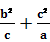 b²/c + c²/a